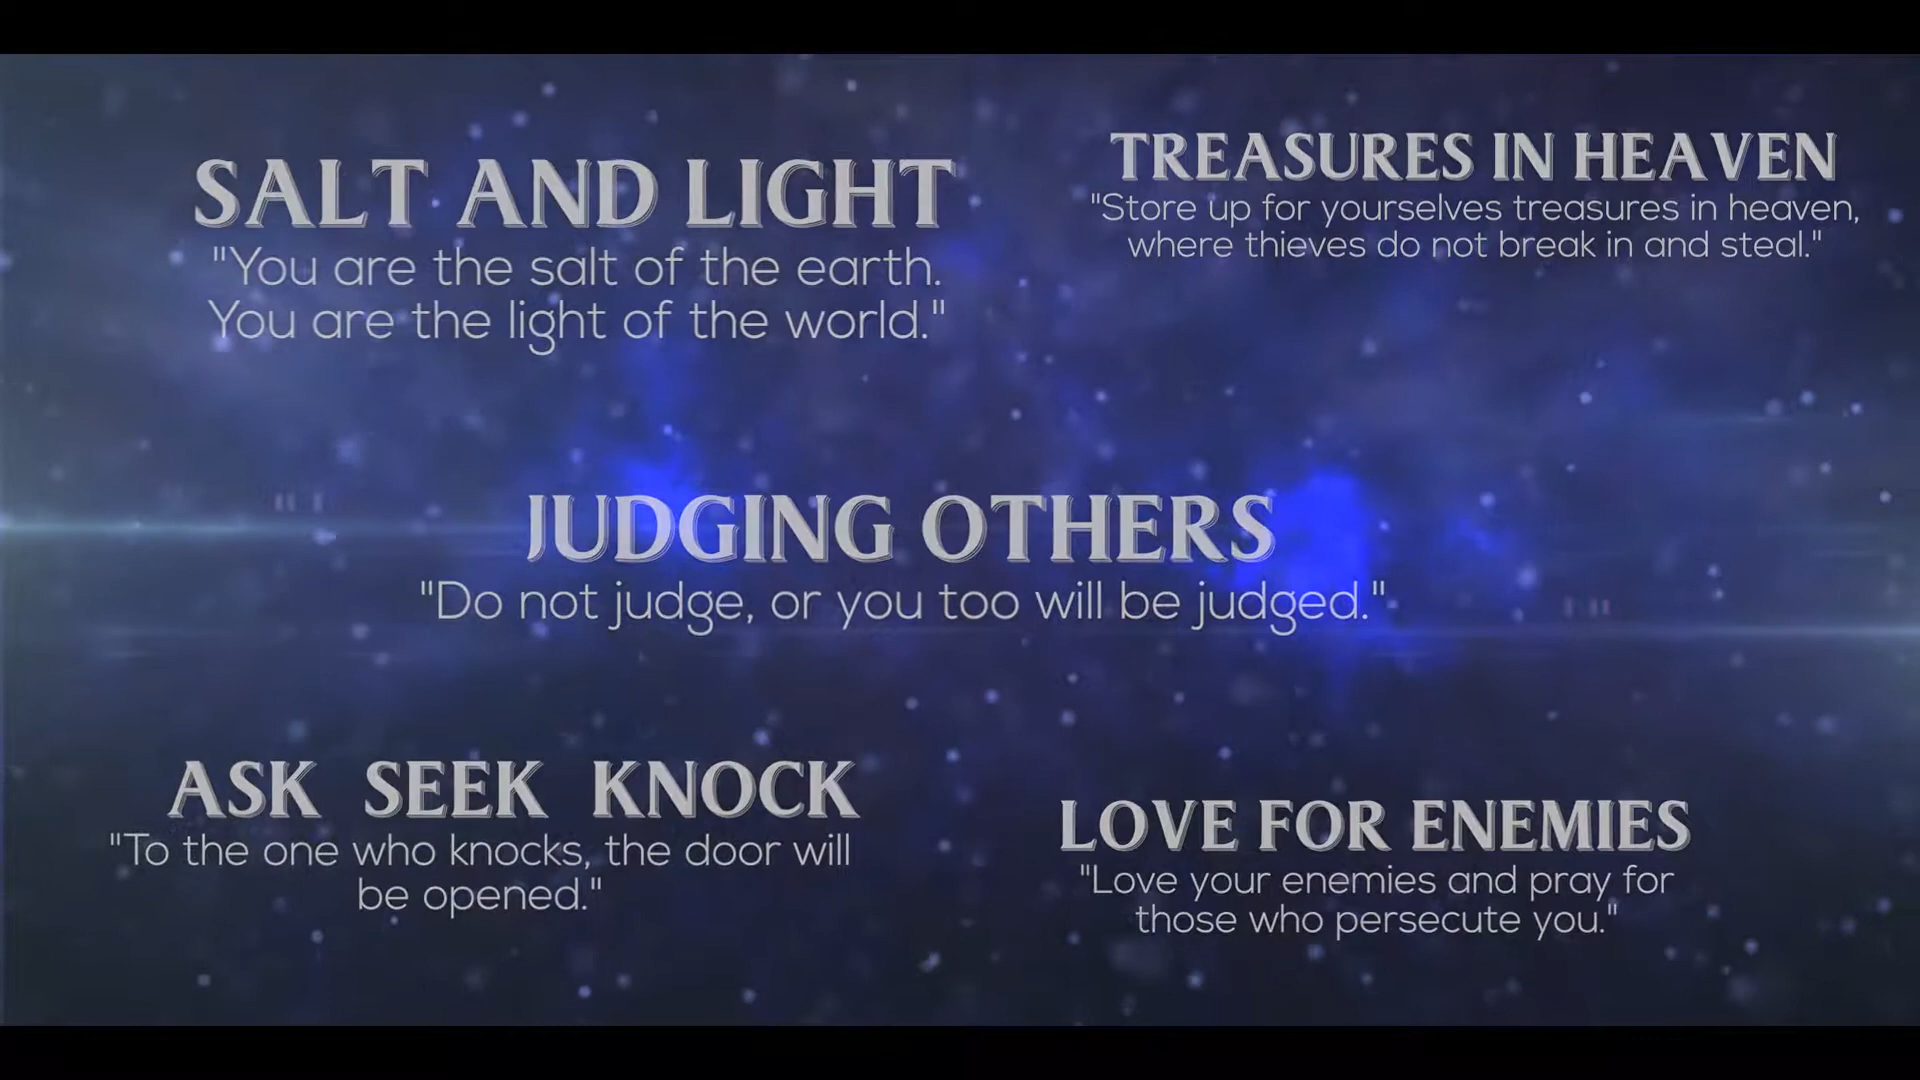 SALT AND LIGHT
"You are the salt of the earth.
You are the light of the world."
TREASURES IN HEAVEN
"Store up for yourselves treasures in heaven,
where thieves do not break in and steal."
JUDGING OTHERS
"Do not judge, or you too will be judged."
ASK SEEK KNOCK
"To the one who knocks, the door will
be opened."
LOVE FOR ENEMIES
"Love your enemies and pray for
those who persecute you."